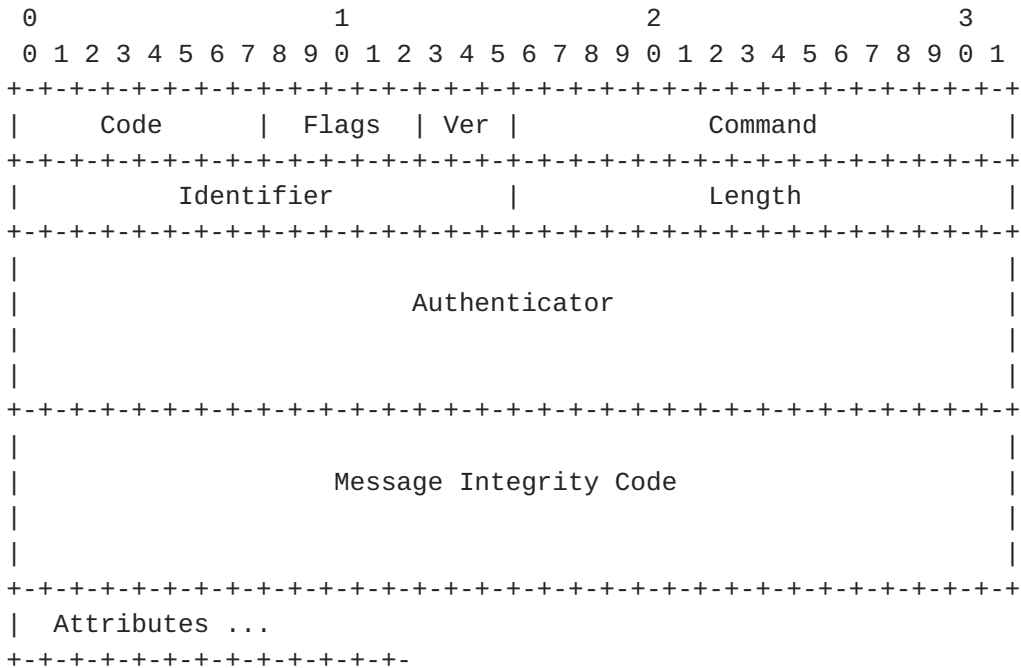 0                   1                   2                   3
 0 1 2 3 4 5 6 7 8 9 0 1 2 3 4 5 6 7 8 9 0 1 2 3 4 5 6 7 8 9 0 1
+-+-+-+-+-+-+-+-+-+-+-+-+-+-+-+-+-+-+-+-+-+-+-+-+-+-+-+-+-+-+-+-+
|     Code      |  Flags  | Ver |            Command            |
+-+-+-+-+-+-+-+-+-+-+-+-+-+-+-+-+-+-+-+-+-+-+-+-+-+-+-+-+-+-+-+-+
|          Identifier           |            Length             |
+-+-+-+-+-+-+-+-+-+-+-+-+-+-+-+-+-+-+-+-+-+-+-+-+-+-+-+-+-+-+-+-+
|                                                               |
|                         Authenticator                         |
|                                                               |
|                                                               |
+-+-+-+-+-+-+-+-+-+-+-+-+-+-+-+-+-+-+-+-+-+-+-+-+-+-+-+-+-+-+-+-+
|                                                               |
|                    Message Integrity Code                     |
|                                                               |
|                                                               |
+-+-+-+-+-+-+-+-+-+-+-+-+-+-+-+-+-+-+-+-+-+-+-+-+-+-+-+-+-+-+-+-+
|  Attributes ...
+-+-+-+-+-+-+-+-+-+-+-+-+-